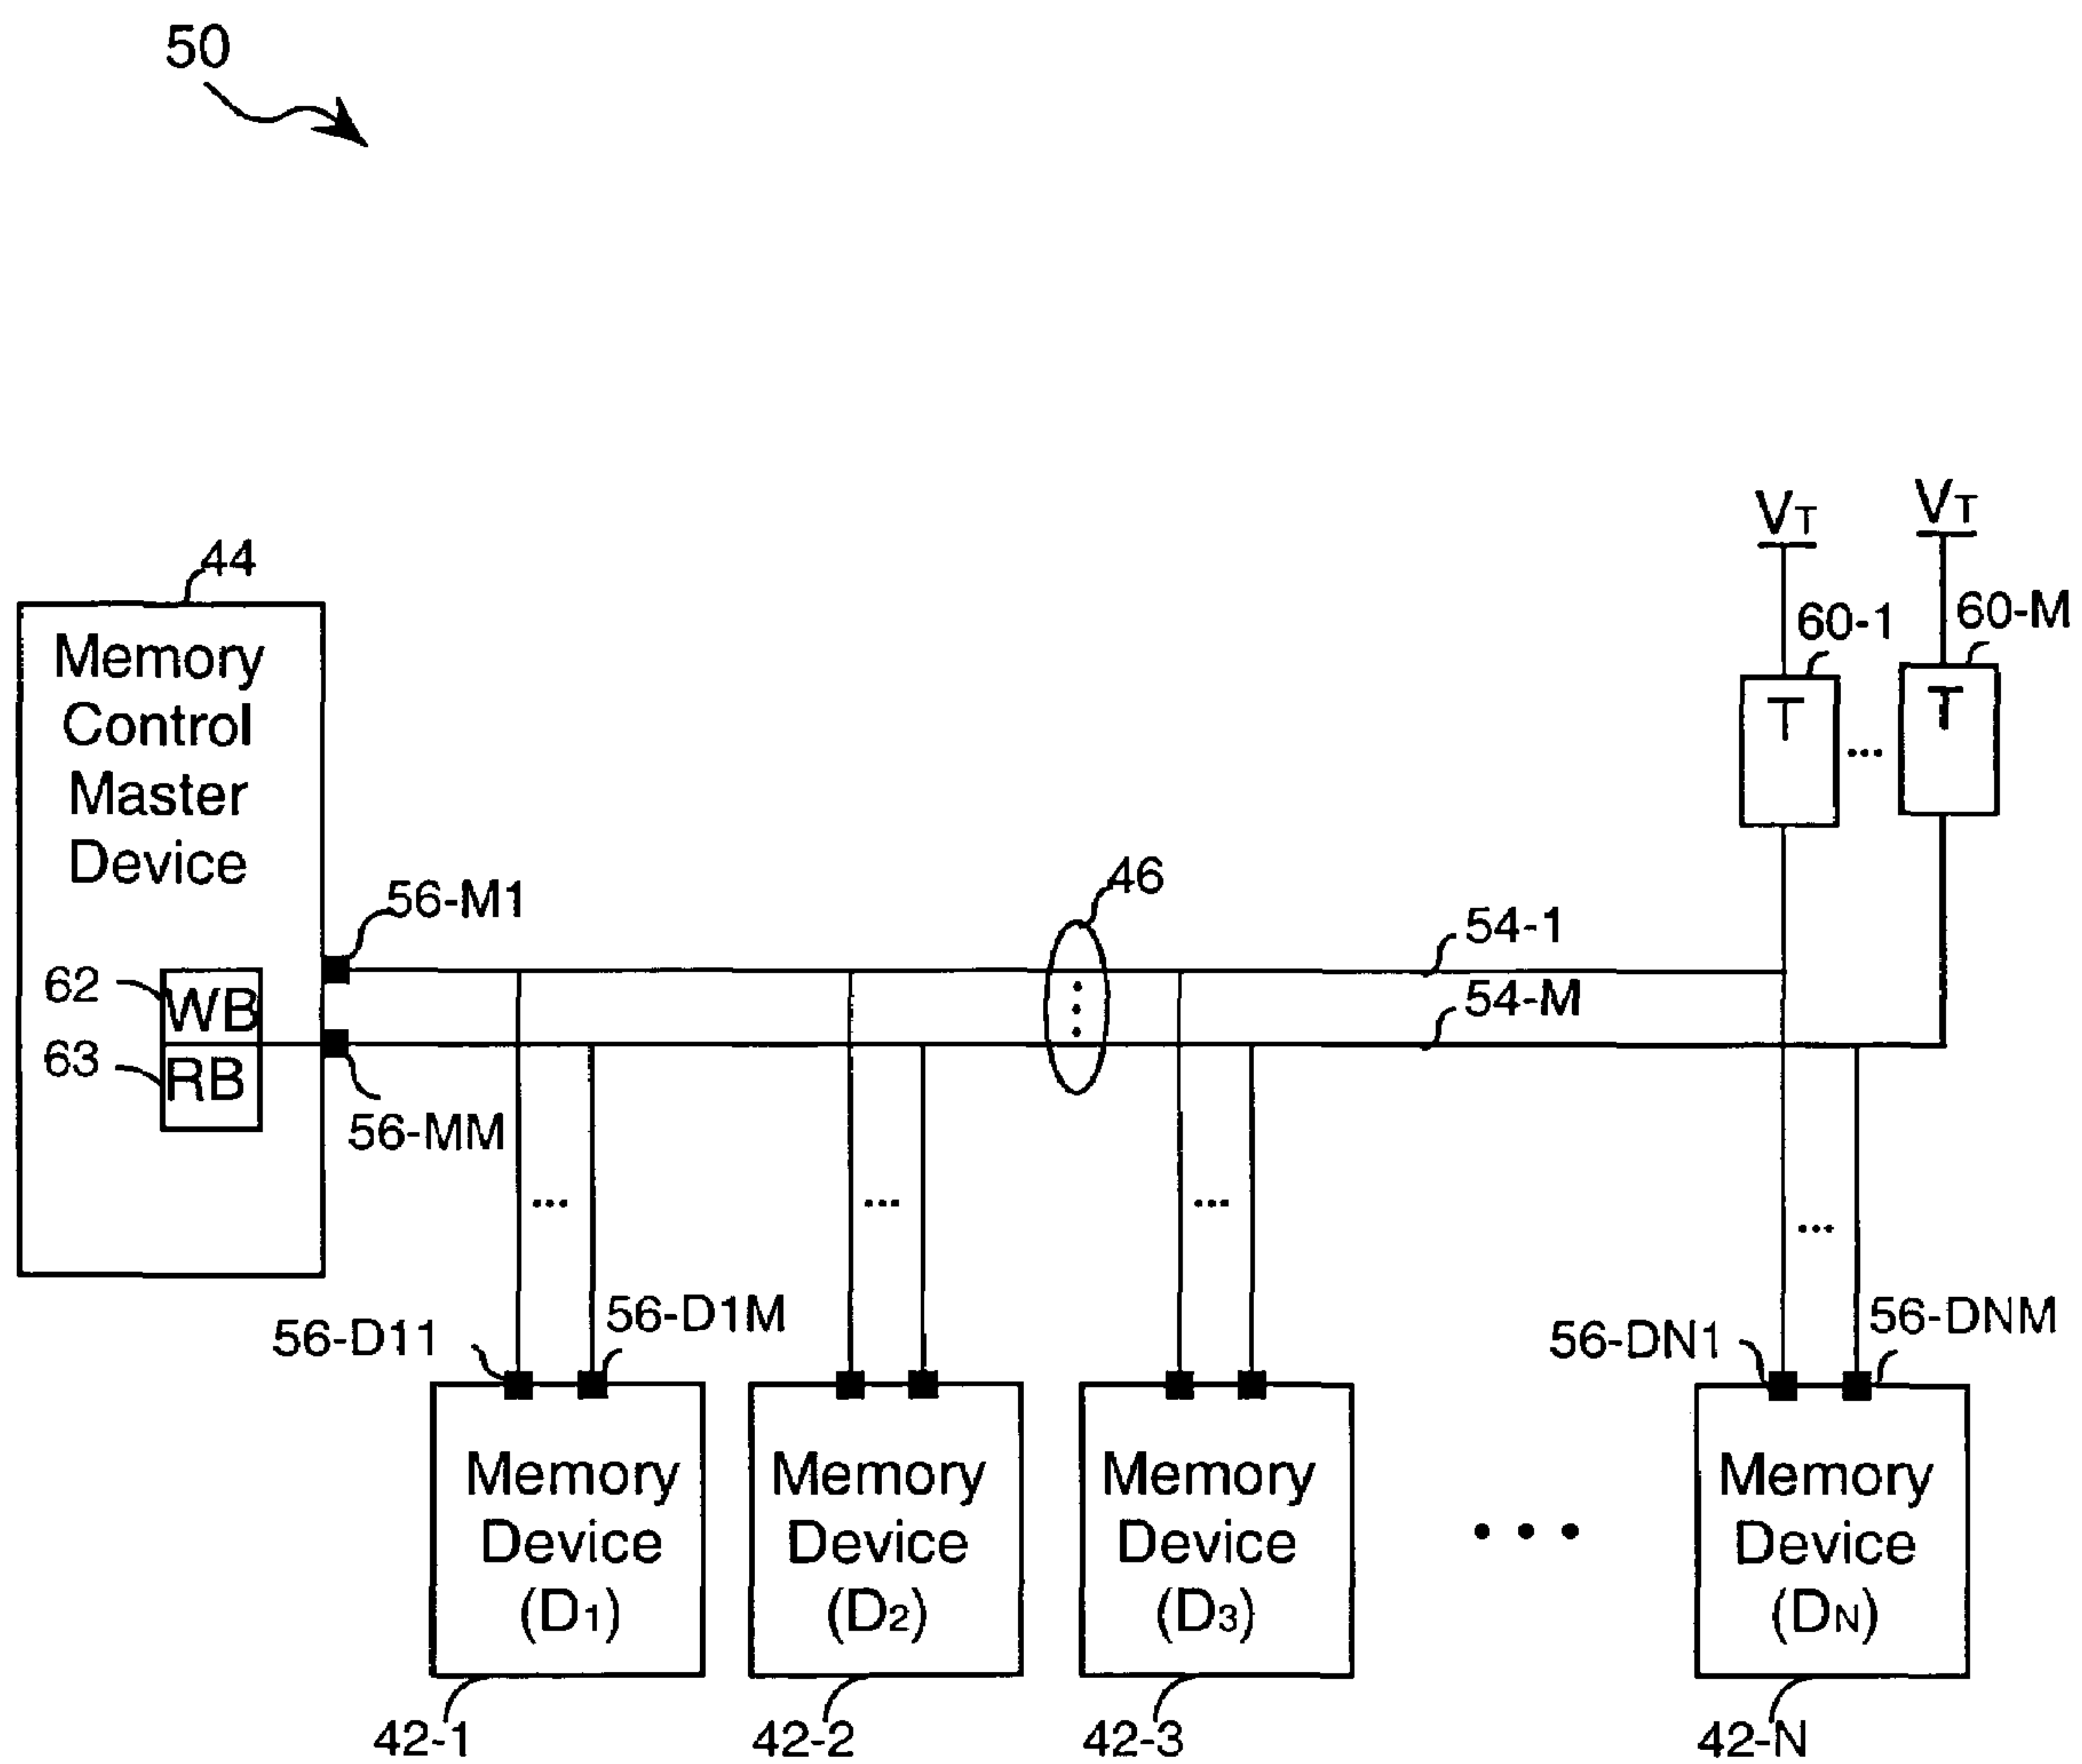 50
VT
VT
44
60-1
60-M
Memory
Control
Master
Device
T
...
T
46
56-M1
54-1
62
WB
54-M
63
RB
56-MM
...
...
...
...
56-D11
56-D1M
56-DN1
56-DNM
Memory
Device
(D1)
Memory
Device
(D2)
Memory
Device
(D3)
• • •
Memory
Device
(DN)
42-1
42-2
42-3
42-N